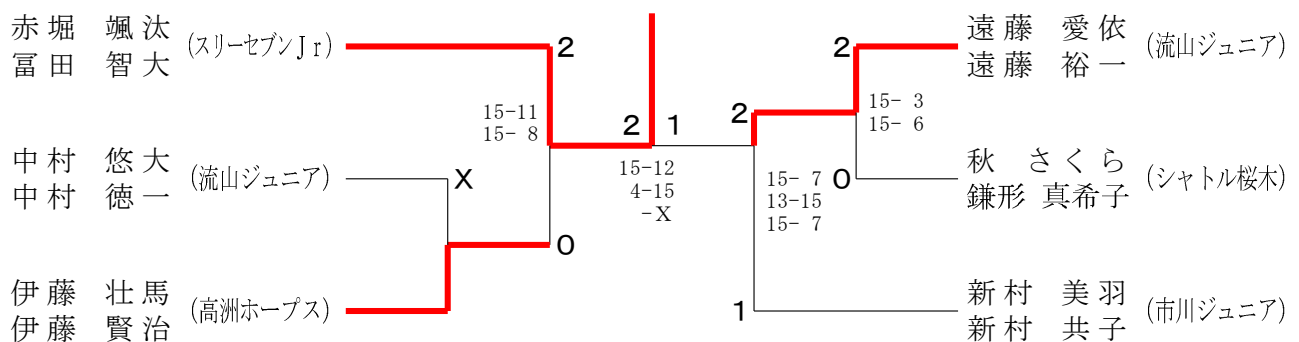 赤堀 颯汰
冨田 智大
(スリーセブンJr)
2
15-11
15- 8
中村 悠大
中村 徳一
(流山ジュニア)
X
0
伊藤 壮馬
伊藤 賢治
(高洲ホープス)
2
1
15-12
4-15
-X
2
15- 7
13-15
15- 7
1
2
15- 3
15- 6
0
遠藤 愛依
遠藤 裕一
(流山ジュニア)
秋 さくら
鎌形 真希子
(シャトル桜木)
新村 美羽
新村 共子
(市川ジュニア)